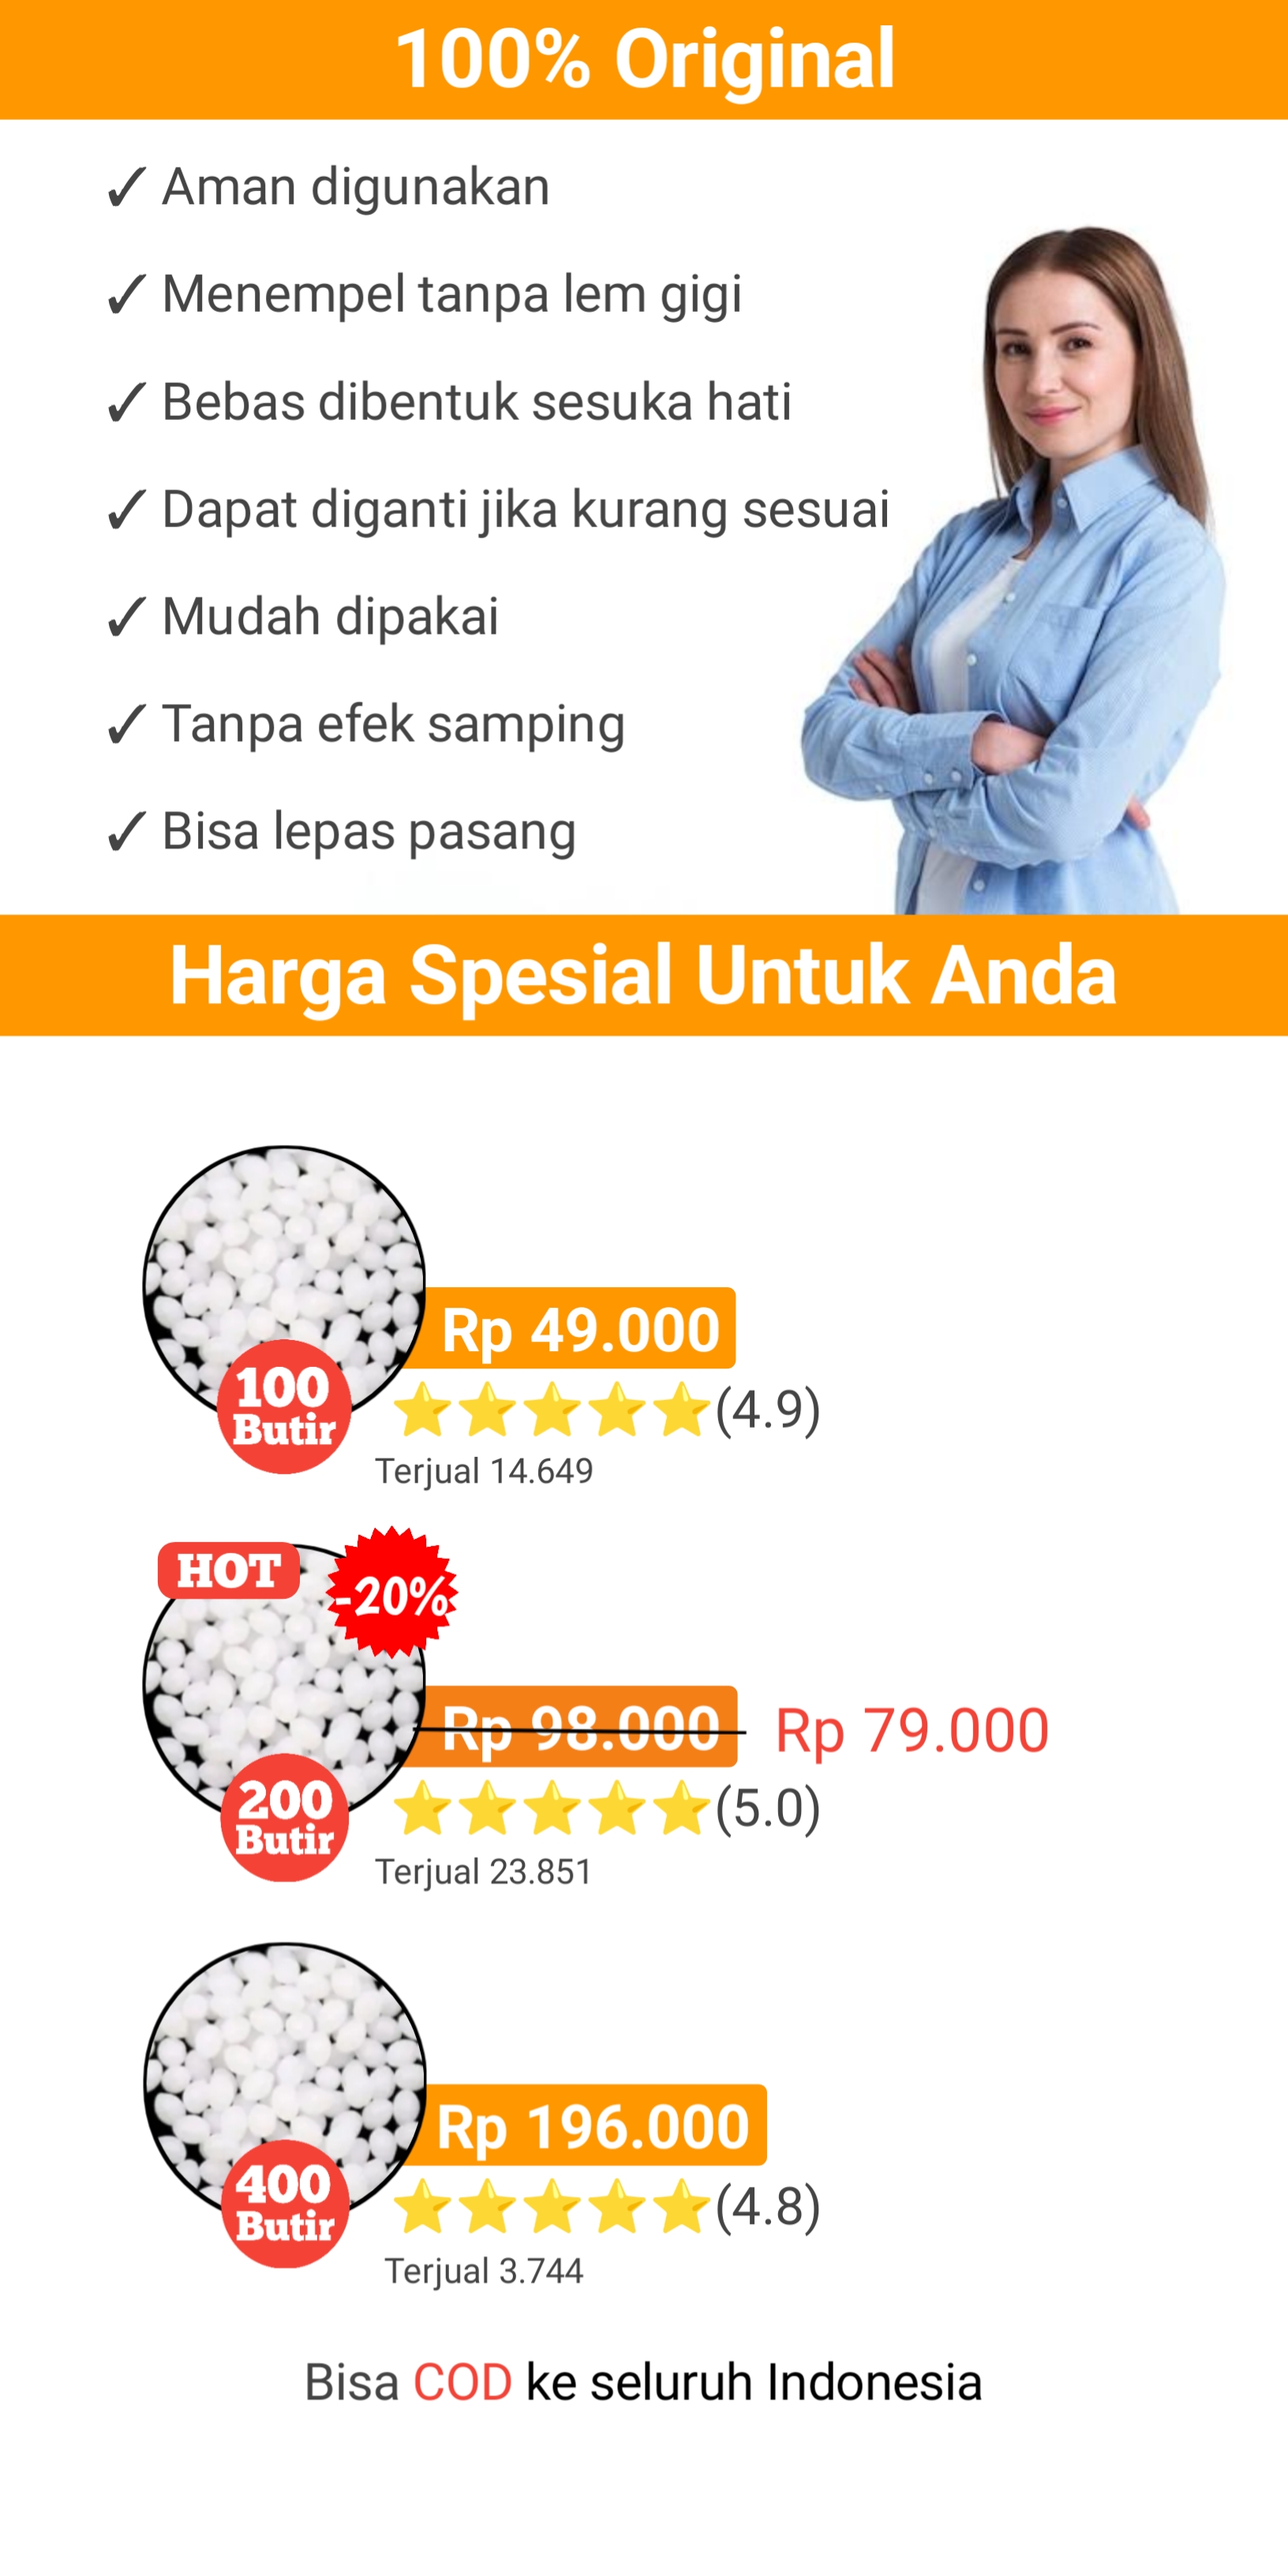 100% Original
✓ Aman digunakan
✓ Menempel tanpa lem gigi
✓ Bebas dibentuk sesuka hati
✓ Dapat diganti jika kurang sesuai
✓ Mudah dipakai
✓ Tanpa efek samping
✓ Bisa lepas pasang
Harga Spesial Untuk Anda
100
Butir
Rp 49.000
(4.9)
Terjual 14.649
HOT
-20%
Rp 98.000
Rp 79.000
200
Butir
(5.0)
Terjual 23.851
Rp 196.000
400
Butir
(4.8)
Terjual 3.744
Bisa COD ke seluruh Indonesia